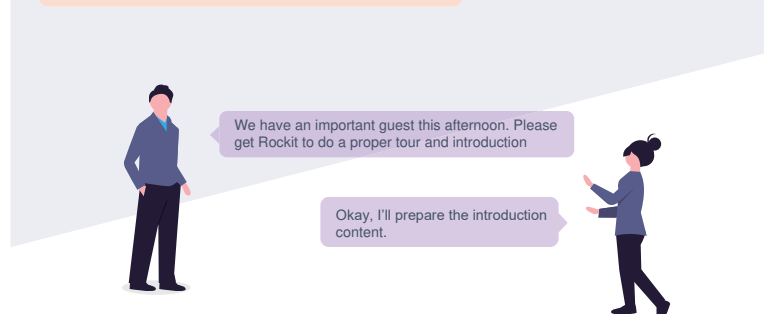 We have an important guest this afternoon. Please
get Rockit to do a proper tour and introduction
Okay, I’ll prepare the introduction
content.